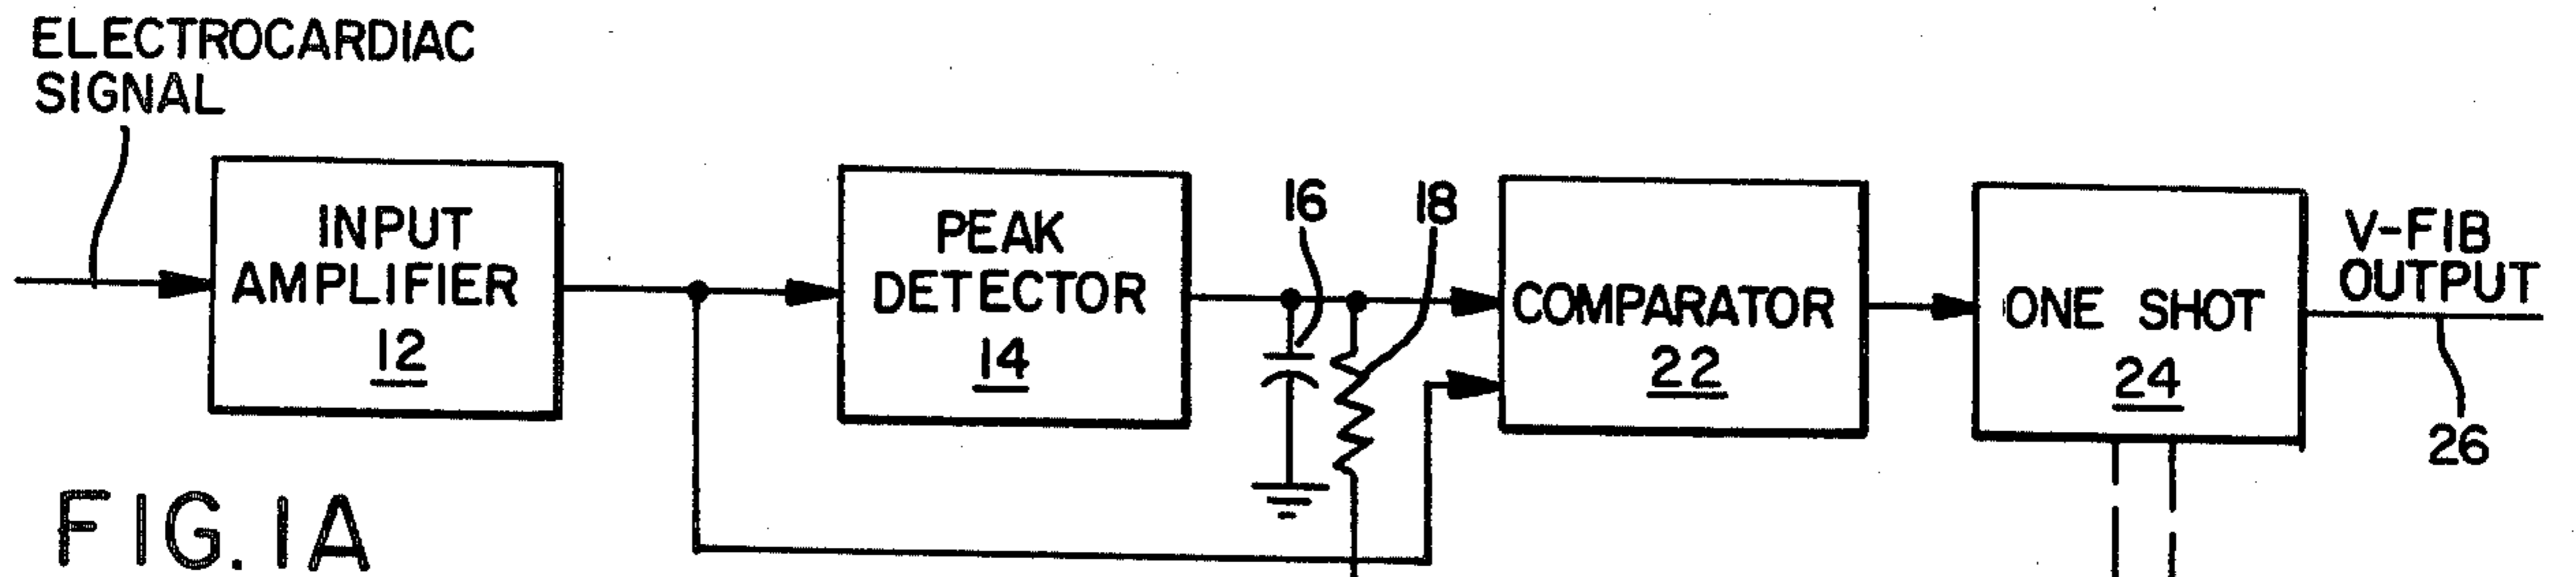 ELECTROCARDIAC
SIGNAL
INPUT
AMPLIFIER
12
PEAK
DETECTOR
14
16
18
COMPARATOR
22
ONE SHOT
24
V-FIB
OUTPUT
26
FIG. 1A